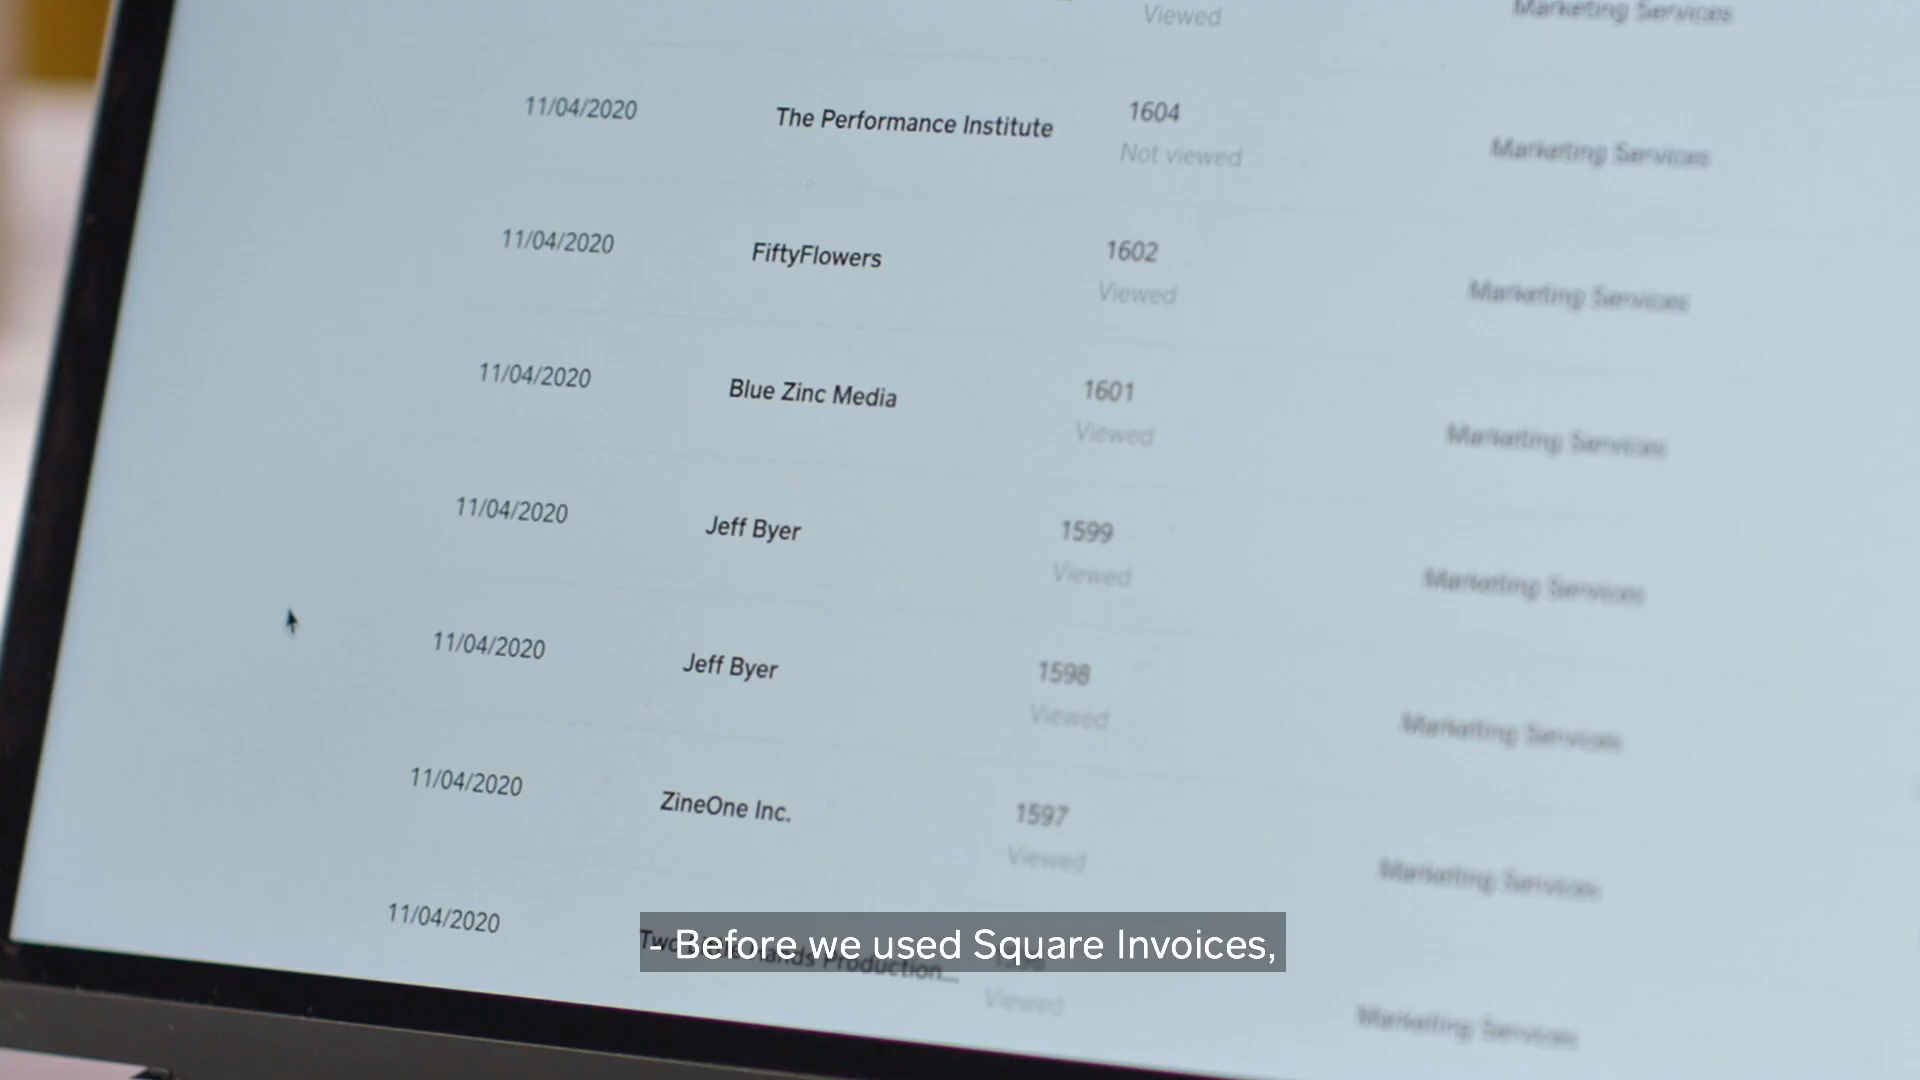 Viewed
Marketing Services
11/04/2020 The Performance Institute 1604 Marketing Services
Not viewed
11/04/2020 FiftyFlowers 1602 Marketing Services
Viewed
11/04/2020 Blue Zinc Media 1601 Marketing Services
Viewed
11/04/2020 Jeff Byer 1599 Marketing Services
Viewed
11/04/2020 Jeff Byer 1598 Marketing Services
Viewed
11/04/2020 ZineOne Inc. 1597 Marketing Services
Viewed
11/04/2020 Production... Marketing Services
Viewed
- Before we used Square Invoices,